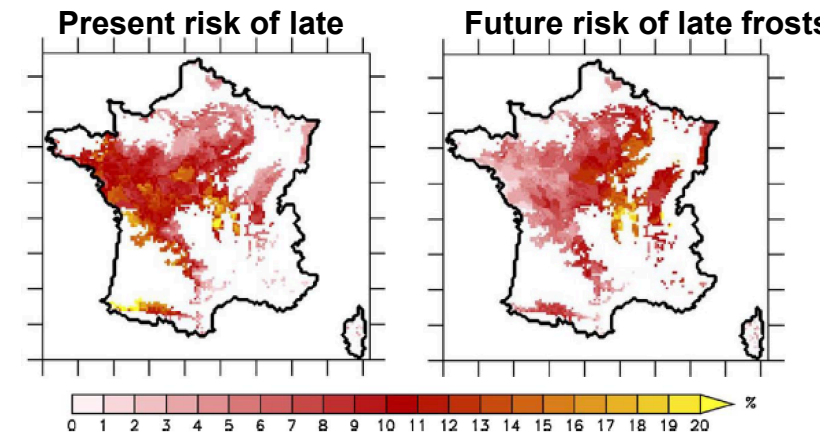 Present risk of late
Future risk of late frosts
0 1 2 3 4 5 6 7 8 9 10 11 12 13 14 15 16 17 18 19 20 %